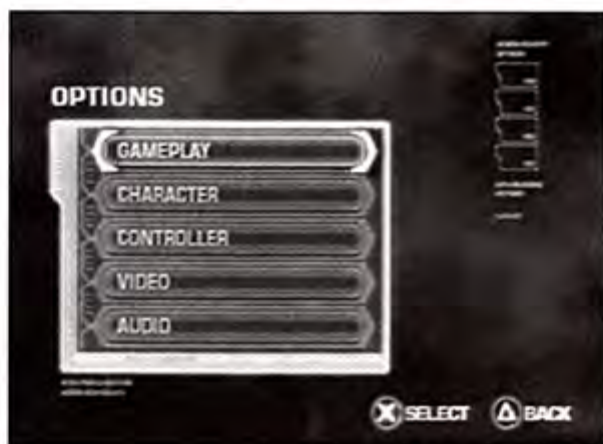 OPTIONS
GAMEPLAY
CHARACTER
CONTROLLER
VIDEO
AUDIO
SELECT
BACK